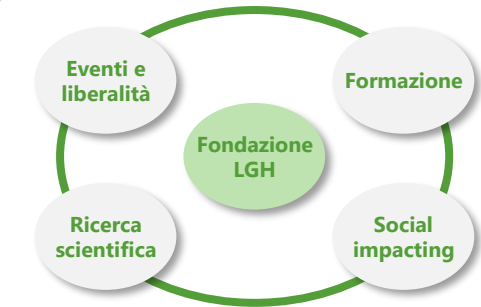 Eventi e
liberalità
Formazione
Fondazione
LGH
Ricerca
scientifica
Social
impacting